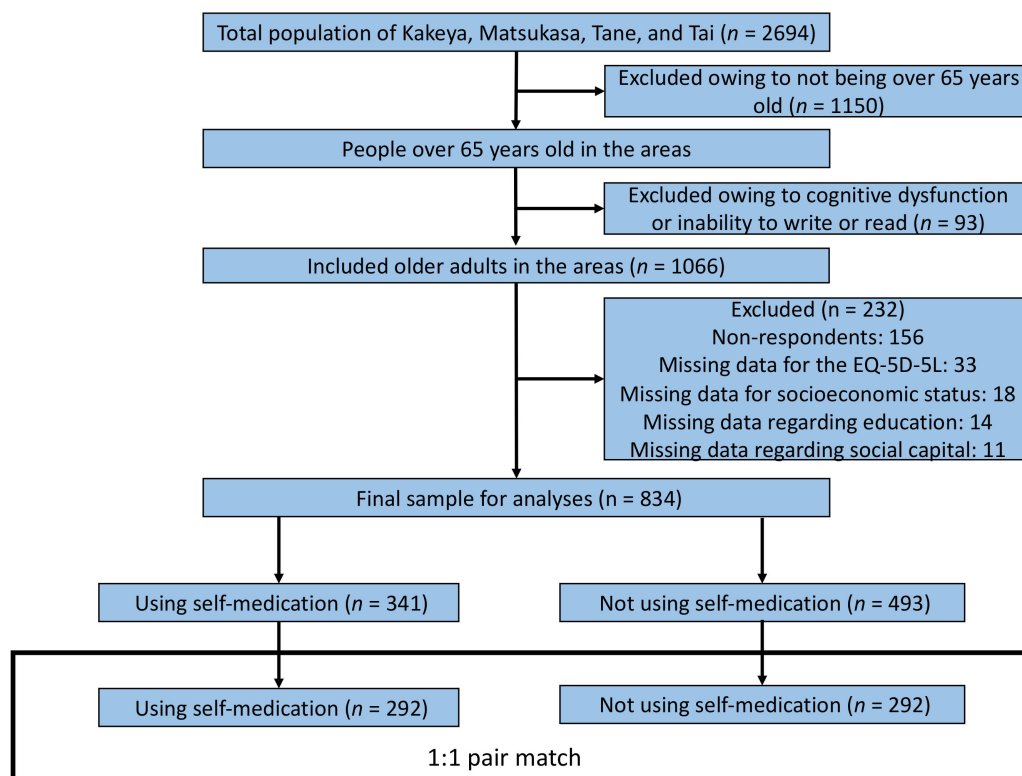 Total population of Kakeya, Matsukasa, Tane, and Tai (n = 2694)
Excluded owing to not being over 65 years
old (n = 1150)
People over 65 years old in the areas
Excluded owing to cognitive dysfunction
or inability to write or read (n = 93)
Included older adults in the areas (n = 1066)
Excluded (n = 232)
Non-respondents: 156
Missing data for the EQ-5D-5L: 33
Missing data for socioeconomic status: 18
Missing data regarding education: 14
Missing data regarding social capital: 11
Final sample for analyses (n = 834)
Using self-medication (n = 341)
Not using self-medication (n = 493)
Using self-medication (n = 292)
Not using self-medication (n = 292)
1:1 pair match